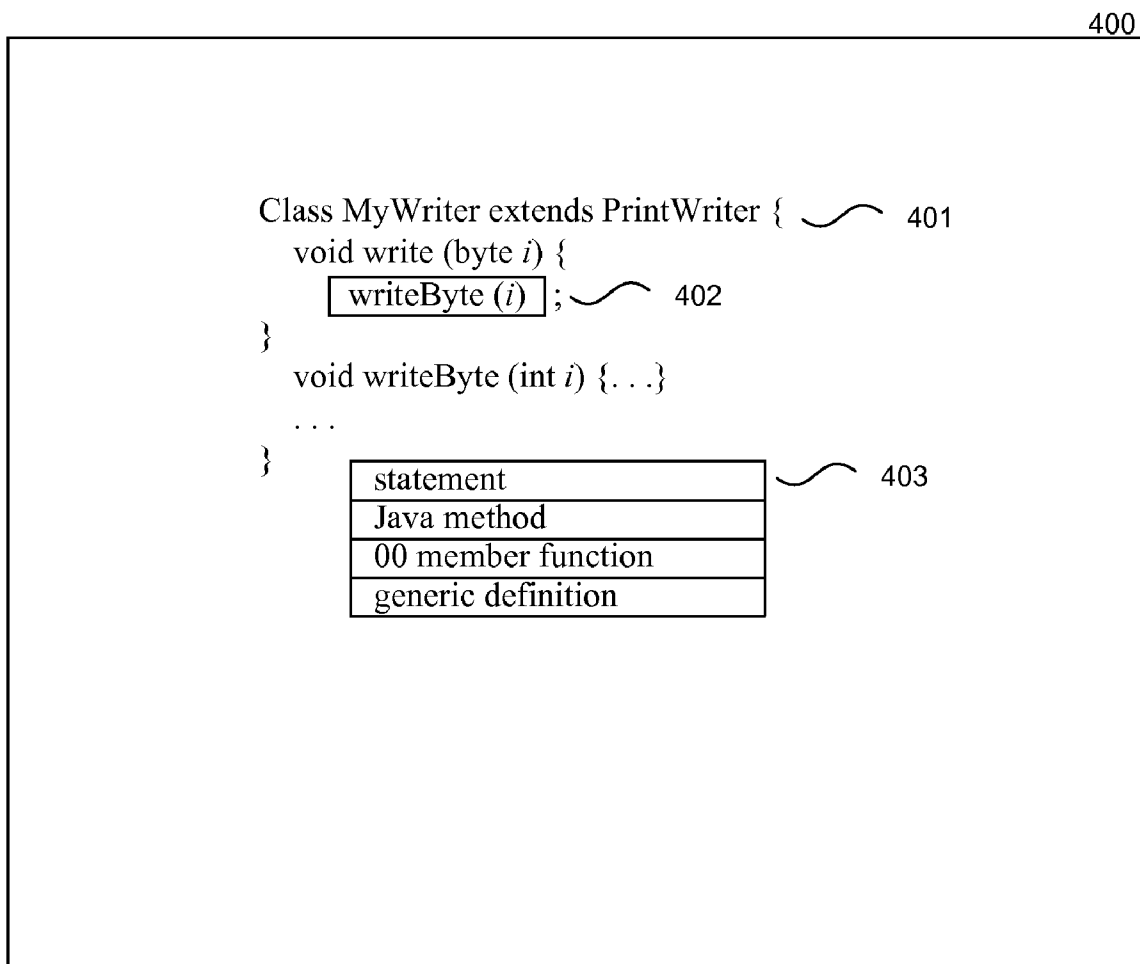 400
Class MyWriter extends PrintWriter { 401
void write (byte i) {
writeByte (i) ; 402
}
void writeByte (int i) {. . .}
. . .
}
statement 403
Java method
00 member function
generic definition